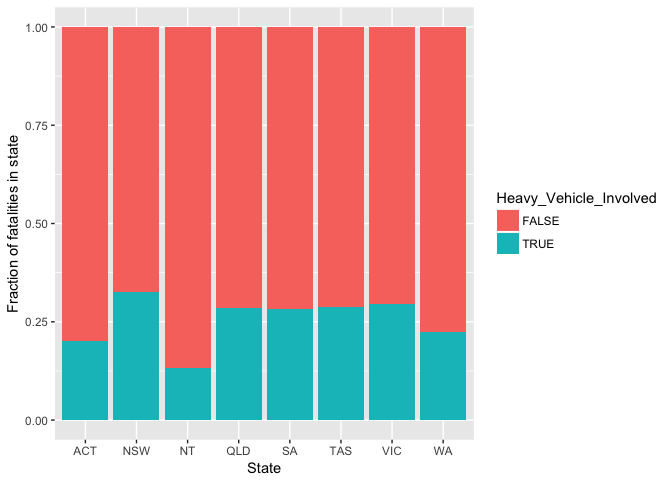 Fraction of fatalities in state
1.00
0.75
0.50
0.25
0.00
ACT NSW NT QLD SA TAS VIC WA
State
Heavy_Vehicle_Involved
FALSE
TRUE